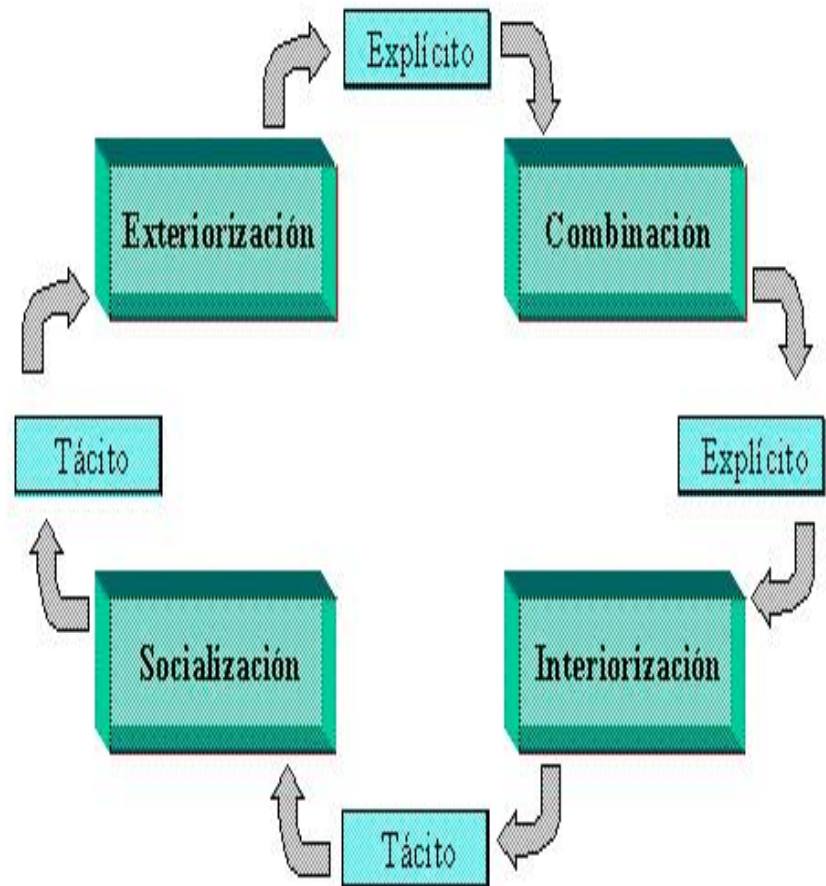 Explícito
Exteriorización
Combinación
Tácito
Explícito
Socialización
Interiorización
Tácito